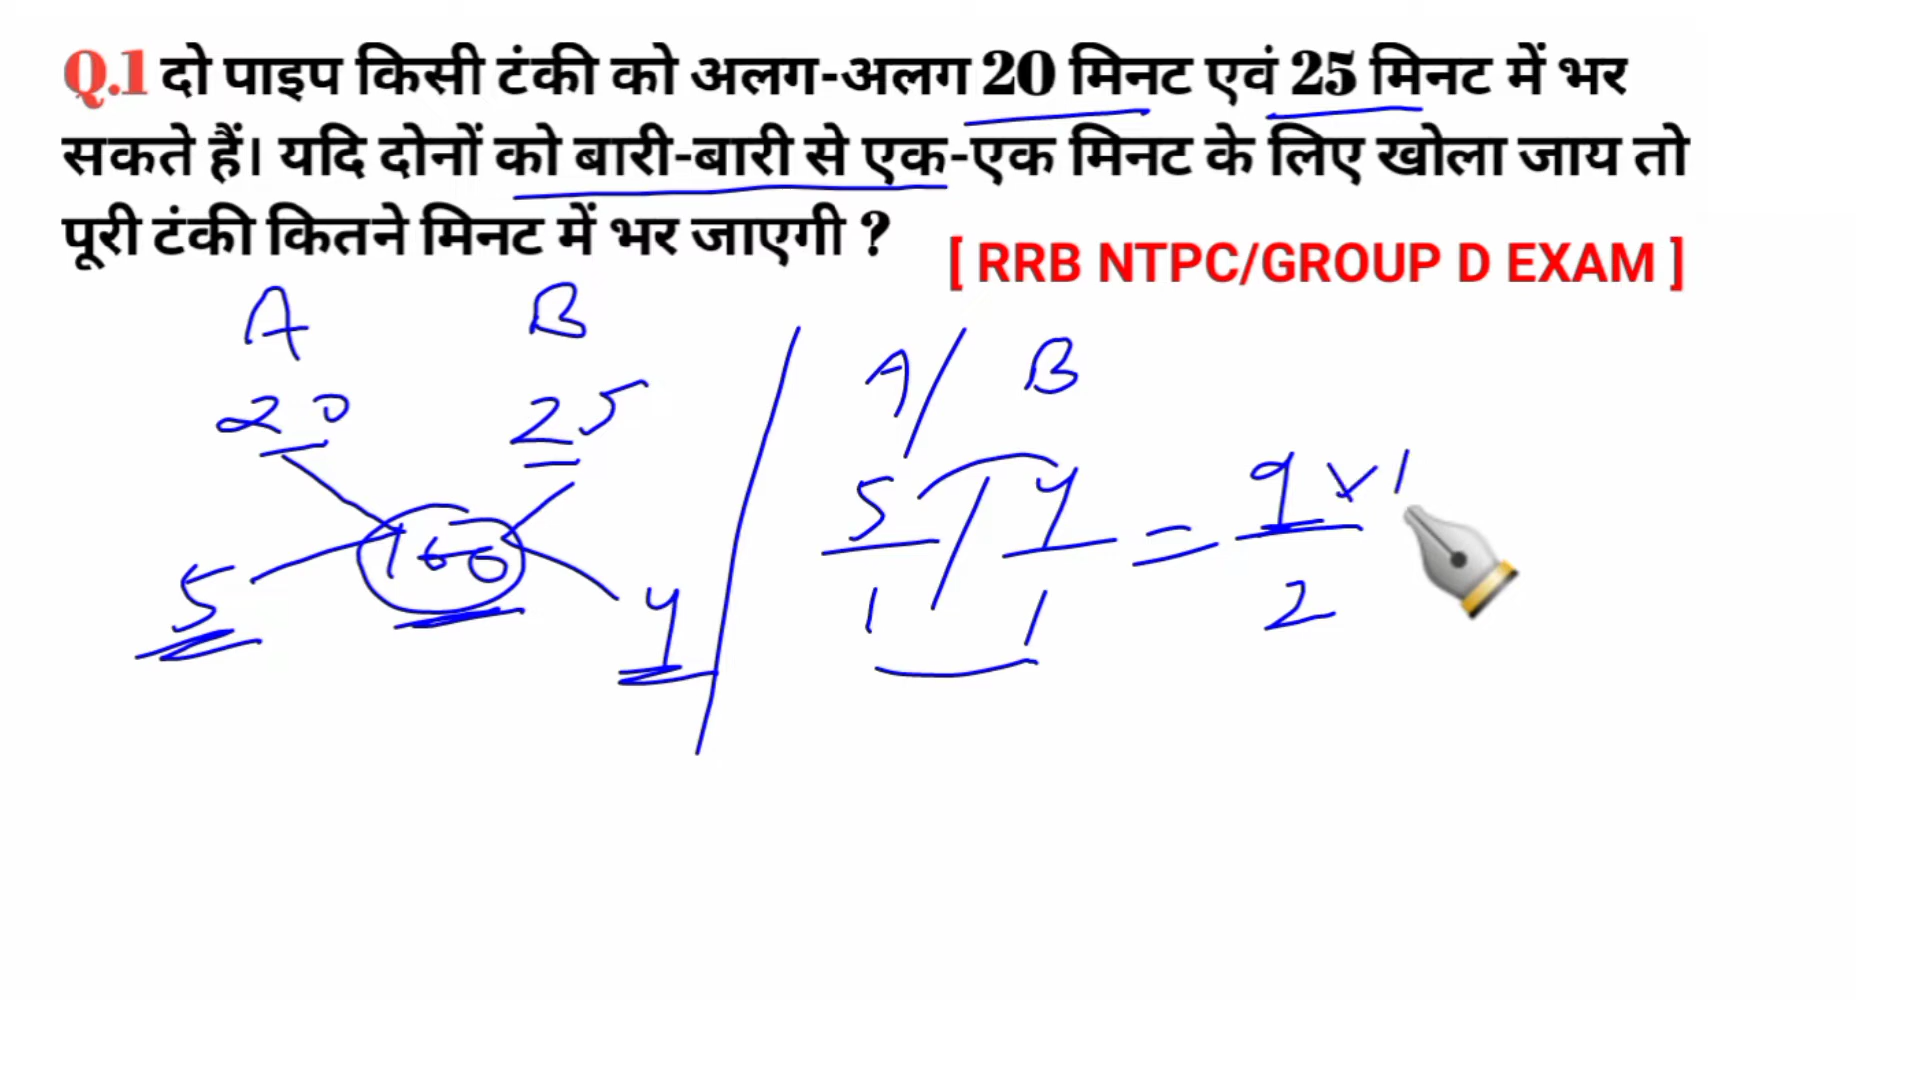 Q.1 दो पाइप किसी टंकी को अलग-अलग 20 मिनट एवं 25 मिनट में भर
सकते हैं। यदि दोनों को बारी-बारी से एक-एक मिनट के लिए खोला जाय तो
पूरी टंकी कितने मिनट में भर जाएगी ?
[ RRB NTPC/GROUP D EXAM ]
A B
20 25
100
5 4
A/ B
5 / 4 = 9 × 1
1 1 2